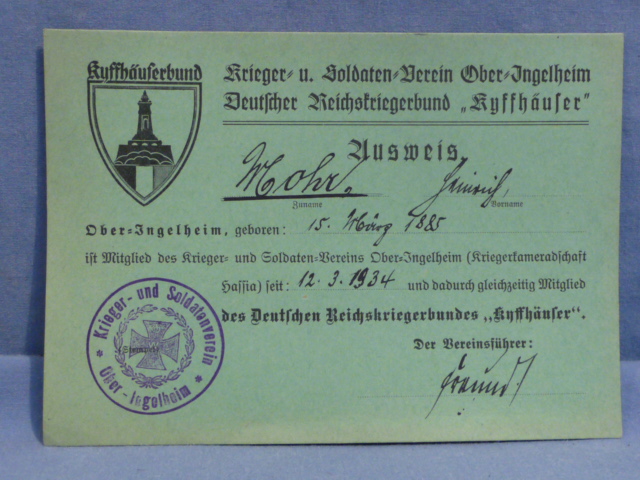 Kyffhäuserbund
Krieger- u. Soldaten-Verein Ober-Ingelheim
Deutscher Reichskriegerbund „Kyffhäuser"
Ausweis
Mohr. Heinrich,
Zuname Vorname
Ober-Ingelheim, geboren: 15. März 1885
ist Mitglied des Krieger- und Soldaten-Vereins Ober-Ingelheim (Kriegerkameradschaft
Hassia) seit: 12.3.1934 und dadurch gleichzeitig Mitglied
des Deutschen Reichskriegerbundes „Kyffhäuser".
Der Vereinsführer:
Freund
* Krieger- und Soldatenverein *
Ober-Ingelheim
(Stempel)